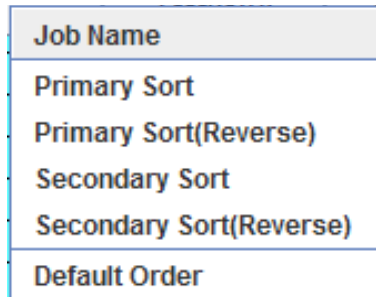 Job Name
Primary Sort
Primary Sort(Reverse)
Secondary Sort
Secondary Sort(Reverse)
Default Order